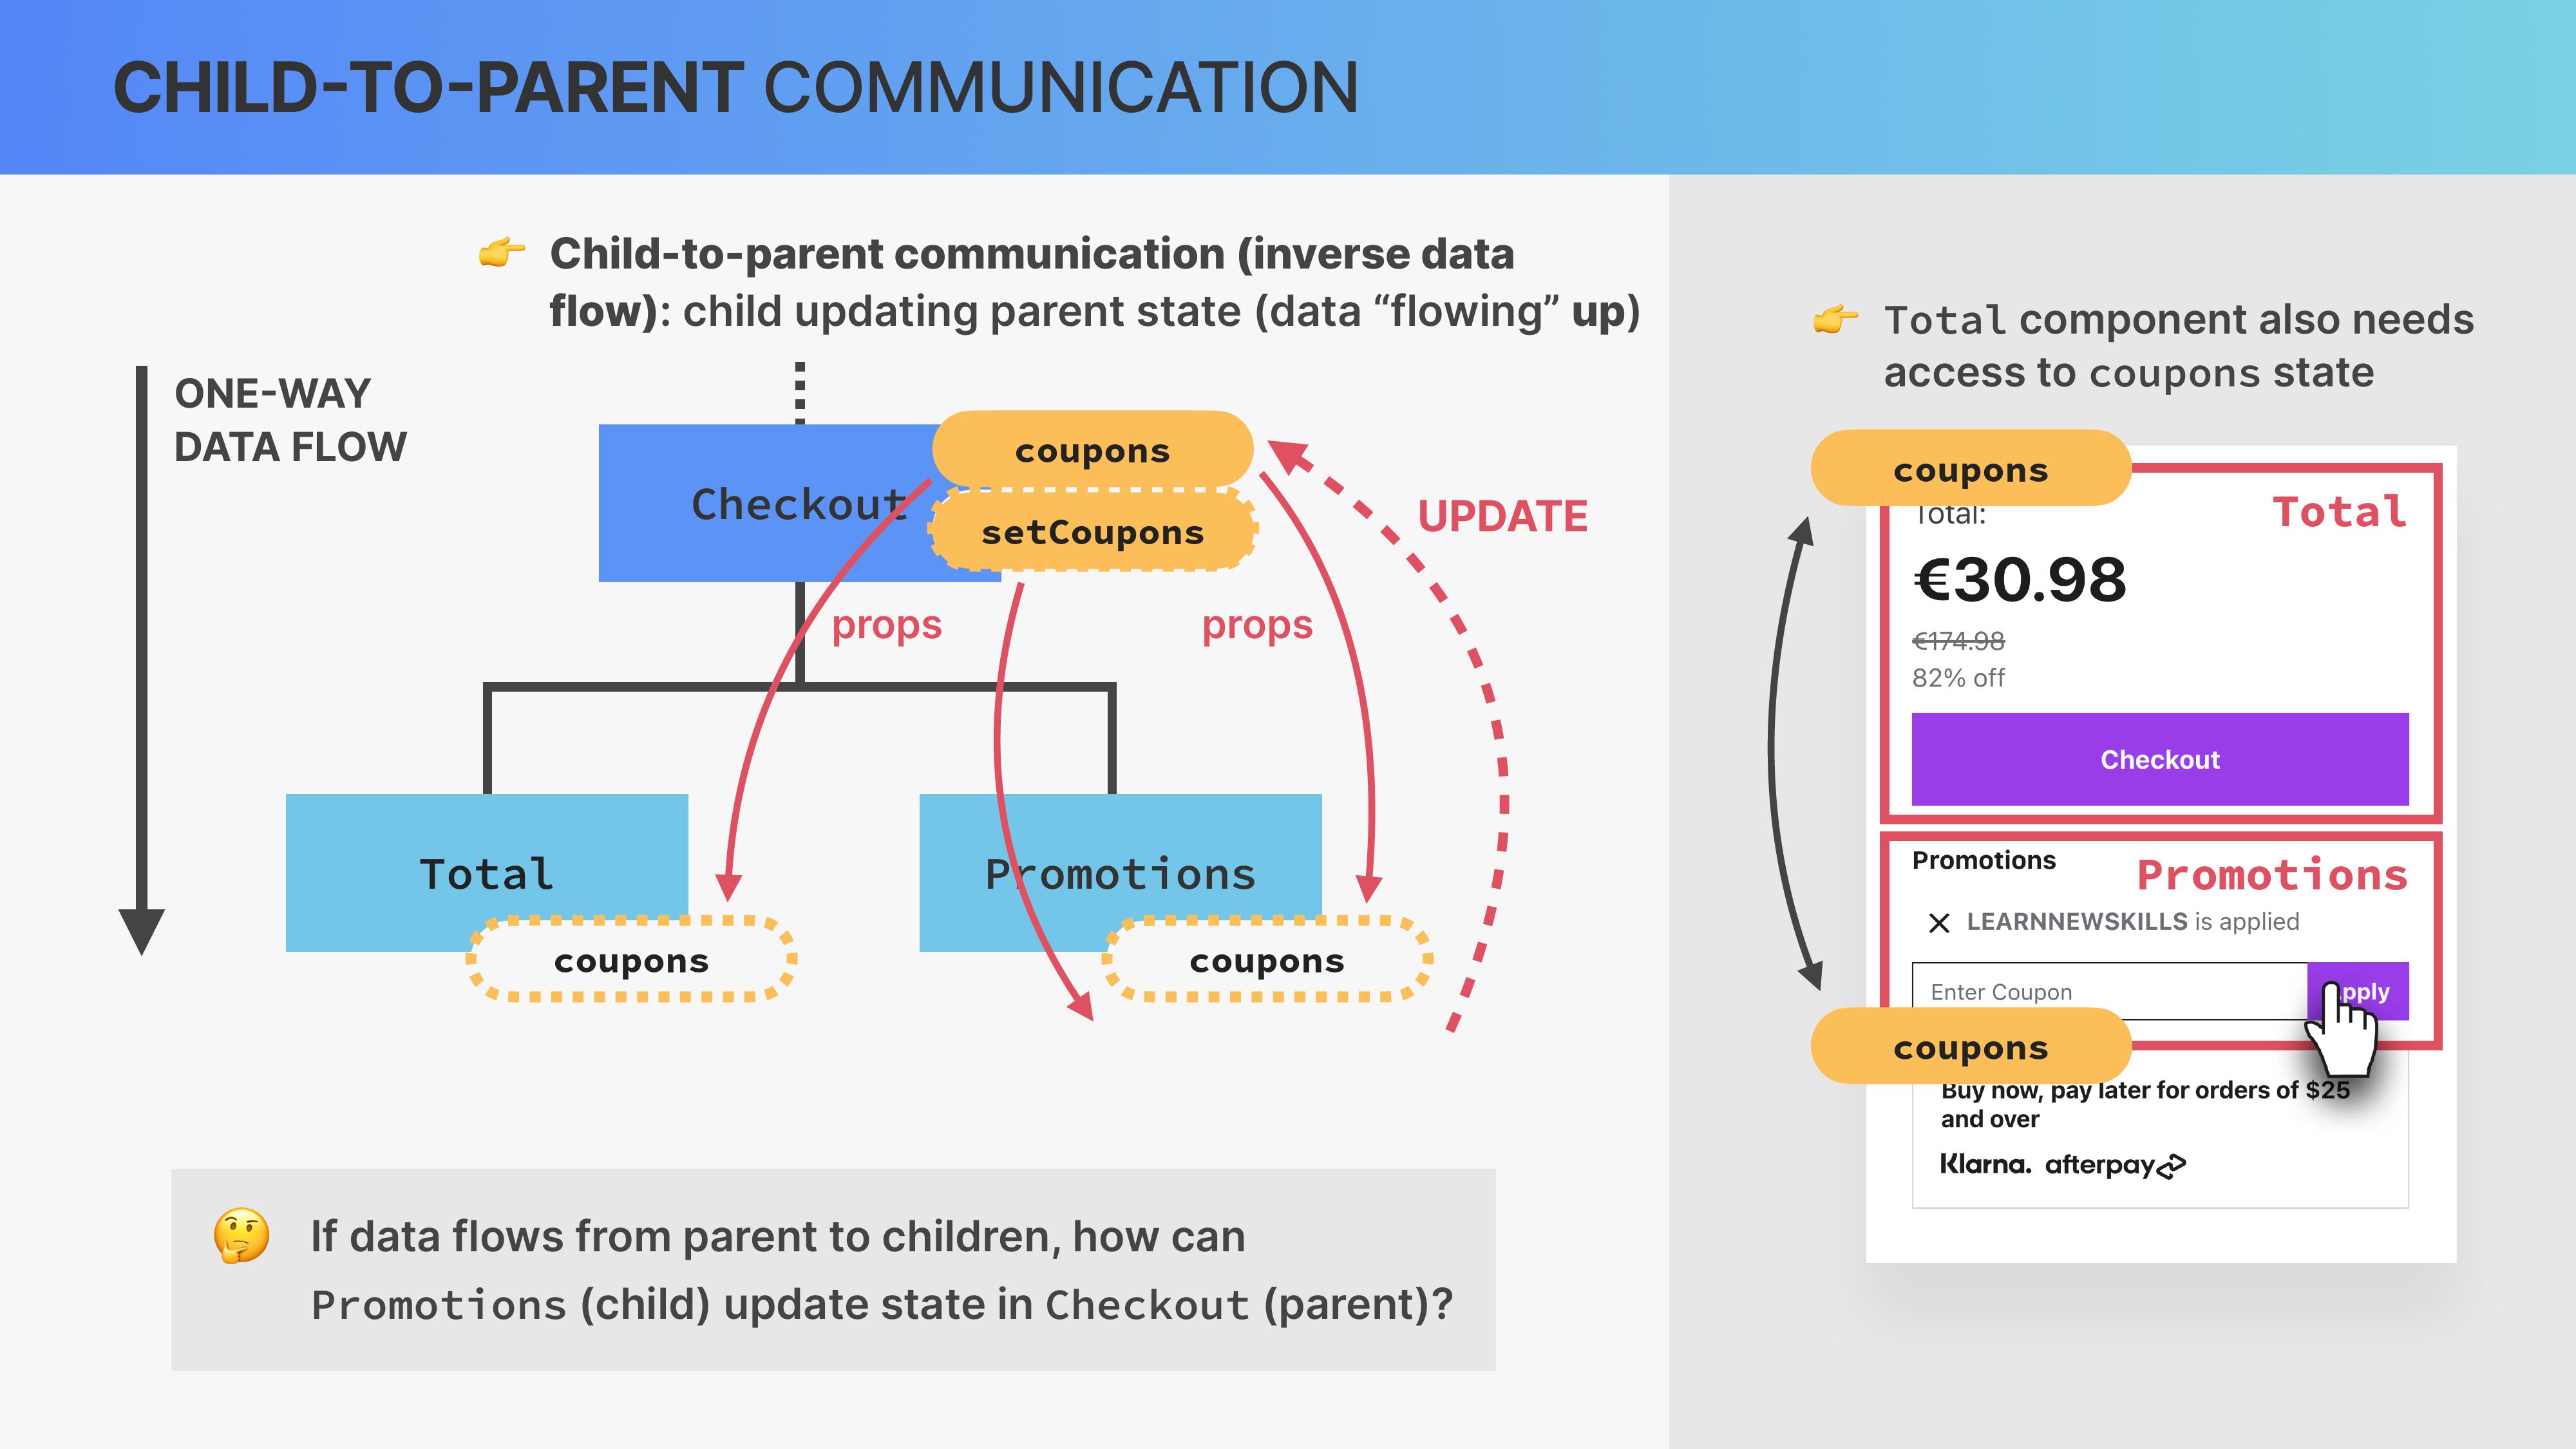 CHILD-TO-PARENT COMMUNICATION
Child-to-parent communication (inverse data
flow): child updating parent state (data “flowing” up)
ONE-WAY
DATA FLOW
coupons
Checkout
setCoupons
UPDATE
props
props
Total
Promotions
coupons
coupons
If data flows from parent to children, how can
Promotions (child) update state in Checkout (parent)?
Total component also needs
access to coupons state
coupons
Total:
Total
€30.98
€174.98
82% off
Checkout
Promotions
Promotions
LEARNNEWSKILLS is applied
Enter Coupon
coupons
Buy now, pay later for orders of $25
and over
Klarna. afterpay